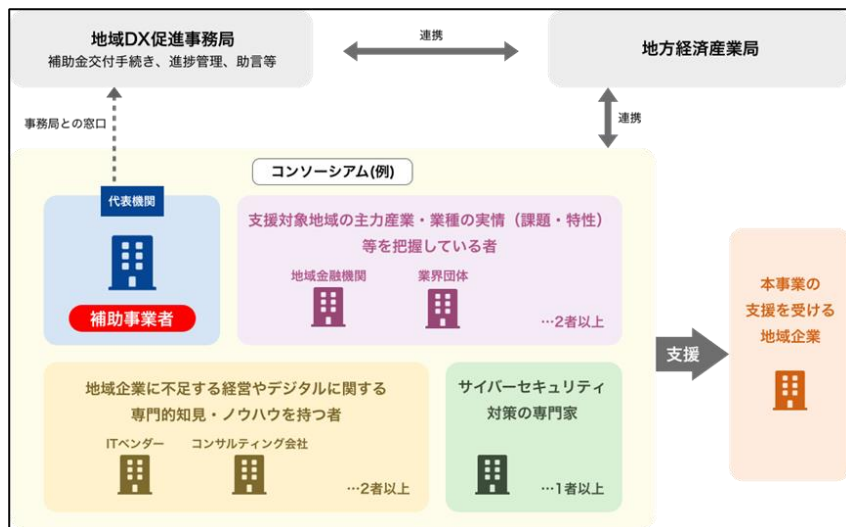 地域DX促進事務局
補助金交付手続き、進捗管理、助言等
連携
地方経済産業局
事務局との窓口
連携
コンソーシアム(例)
代表機関
補助事業者
支援対象地域の主力産業・業種の実情（課題・特性）
等を把握している者
地域金融機関
業界団体
…2者以上
地域企業に不足する経営やデジタルに関する
専門的知見・ノウハウを持つ者
ITベンダー
コンサルティング会社
…2者以上
サイバーセキュリティ
対策の専門家
…1者以上
支援
本事業の
支援を受ける
地域企業